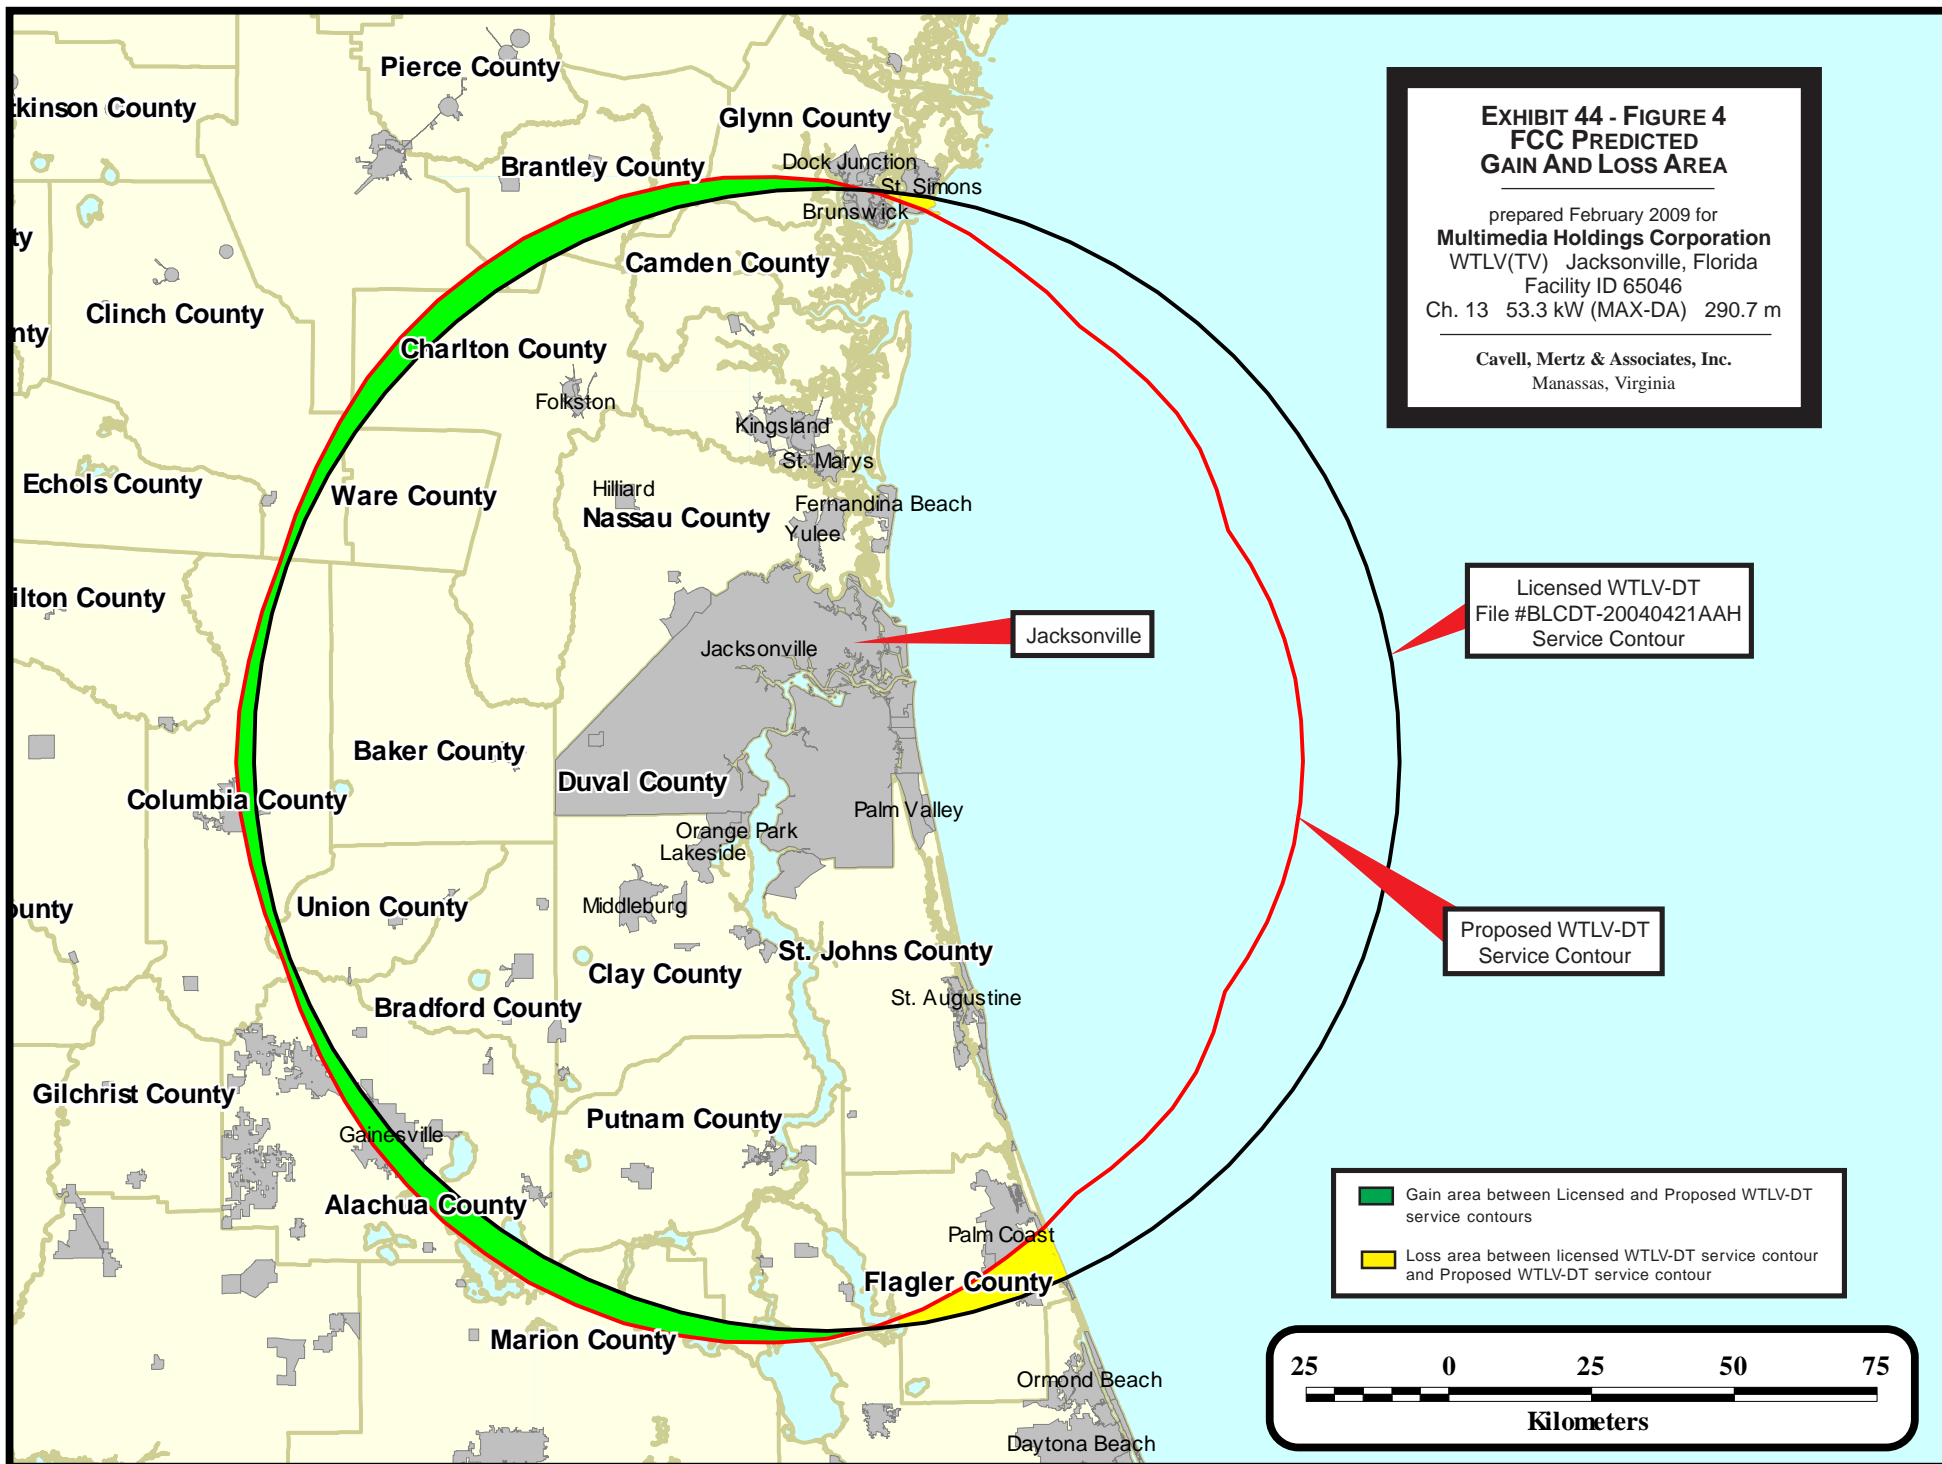 Pierce County
tkinson County
Glynn County
Dock Junction
Brantley County
St. Simons
Brunswick
ty
Camden County
Clinch County
nty
Charlton County
Folkston
Kingsland
St. Marys
Echols County
Ware County
Hilliard
Fernandina Beach
Nassau County
Yulee
ilton County
Jacksonville
Jacksonville
Baker County
Duval County
Columbia County
Palm Valley
Orange Park
Lakeside
Union County
Middleburg
ounty
St. Johns County
Clay County
St. Augustine
Bradford County
Gilchrist County
Putnam County
Gainesville
Alachua County
Palm Coast
Flagler County
Marion County
Ormond Beach
Daytona Beach
EXHIBIT 44 - FIGURE 4
FCC PREDICTED
GAIN AND LOSS AREA
prepared February 2009 for
Multimedia Holdings Corporation
WTLV(TV) Jacksonville, Florida
Facility ID 65046
Ch. 13 53.3 kW (MAX-DA) 290.7 m
Cavell, Mertz & Associates, Inc.
Manassas, Virginia
Licensed WTLV-DT
File #BLCDT-20040421AAH
Service Contour
Proposed WTLV-DT
Service Contour
Gain area between Licensed and Proposed WTLV-DT
service contours
Loss area between licensed WTLV-DT service contour
and Proposed WTLV-DT service contour
25 0 25 50 75
Kilometers